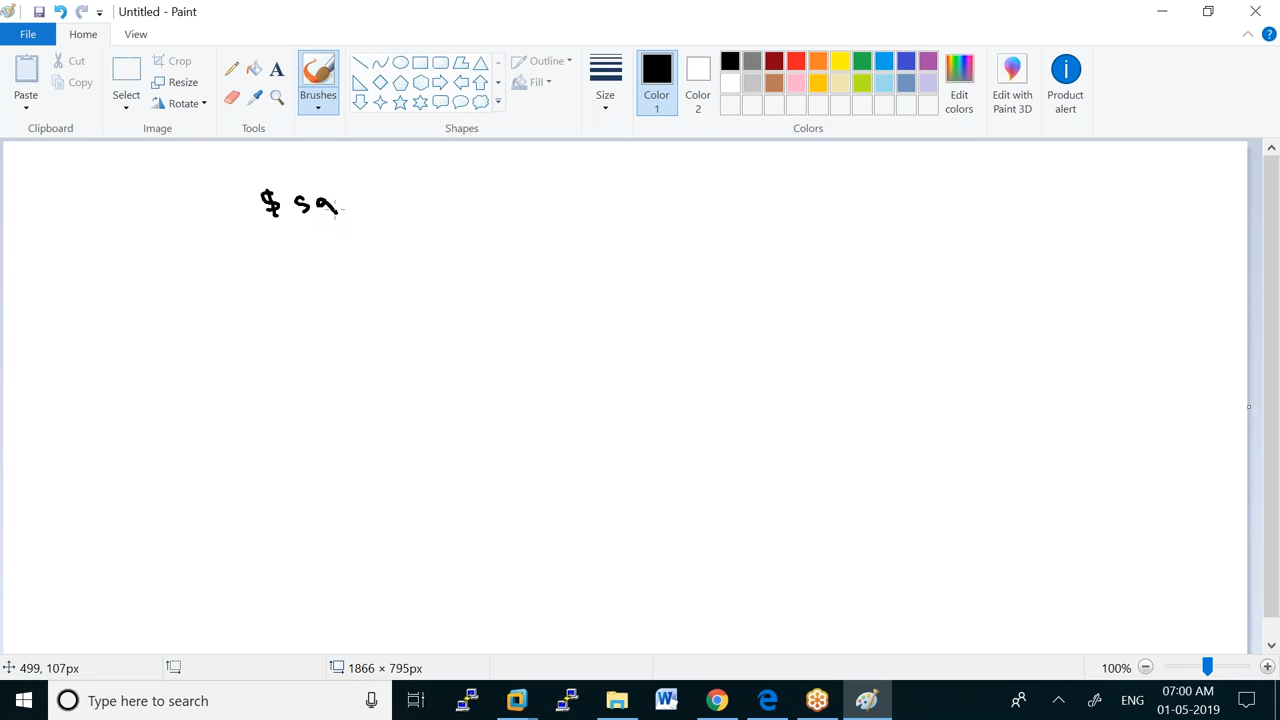 Untitled - Paint
File Home View
Paste
Cut
Copy
Clipboard
Select
Crop
Resize
Rotate
Image
A
Tools
Brushes
Outline
Fill
Shapes
Size
Color 1
Color 2
Edit colors
Colors
Edit with Paint 3D
Product alert
$ sq
499, 107px
1866 × 795px
100%
Type here to search
ENG
07:00 AM
01-05-2019